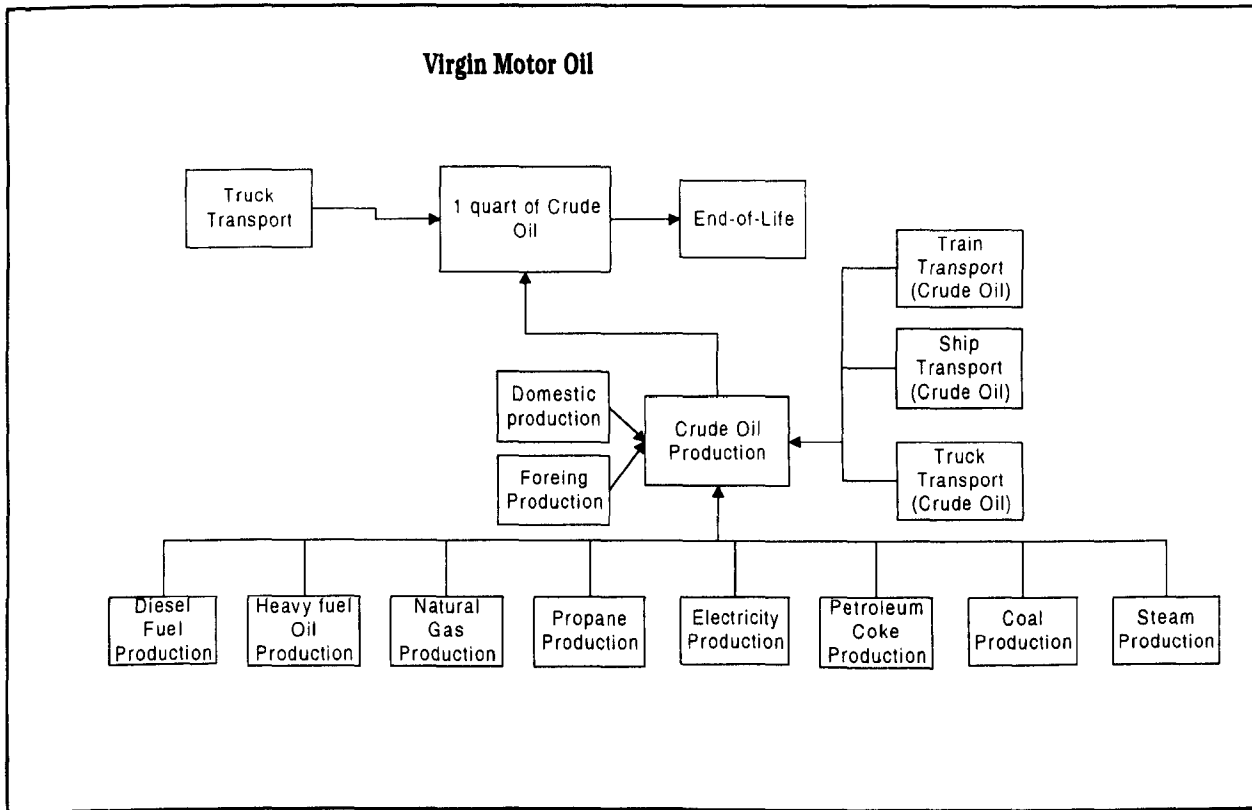 Virgin Motor Oil
Truck
Transport
1 quart of Crude
Oil
End-of-Life
Train
Transport
(Crude Oil)
Ship
Transport
(Crude Oil)
Domestic
production
Crude Oil
Production
Foreing
Production
Truck
Transport
(Crude Oil)
Diesel
Fuel
Production
Heavy fuel
Oil
Production
Natural
Gas
Production
Propane
Production
Electricity
Production
Petroleum
Coke
Production
Coal
Production
Steam
Production